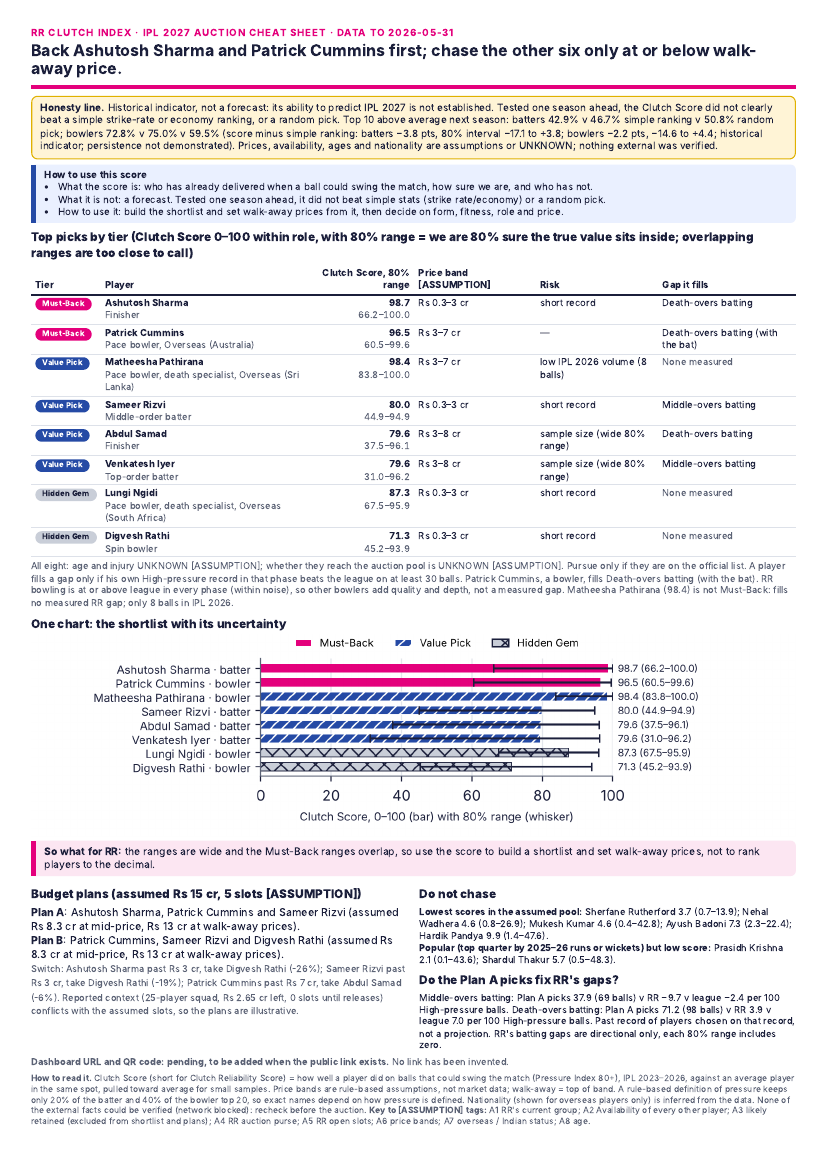 RR CLUTCH INDEX · IPL 2027 AUCTION CHEAT SHEET · DATA TO 2026-05-31
Back Ashutosh Sharma and Patrick Cummins first; chase the other six only at or below walk-
away price.
Honesty line. Historical indicator, not a forecast: its ability to predict IPL 2027 is not established. Tested one season ahead, the Clutch Score did not clearly
beat a simple strike-rate or economy ranking, or a random pick. Top 10 above average next season: batters 42.9% v 46.7% simple ranking v 50.8% random
pick; bowlers 72.8% v 75.0% v 59.5% (score minus simple ranking: batters −3.8 pts, 80% interval −17.1 to +3.8; bowlers −2.2 pts, −14.6 to +4.4; historical
indicator; persistence not demonstrated). Prices, availability, ages and nationality are assumptions or UNKNOWN; nothing external was verified.
How to use this score
• What the score is: who has already delivered when a ball could swing the match, how sure we are, and who has not.
• What it is not: a forecast. Tested one season ahead, it did not beat simple stats (strike rate/economy) or a random pick.
• How to use it: build the shortlist and set walk-away prices from it, then decide on form, fitness, role and price.
Top picks by tier (Clutch Score 0–100 within role, with 80% range = we are 80% sure the true value sits inside; overlapping
ranges are too close to call)
Tier Player Clutch Score, 80% range Price band [ASSUMPTION] Risk Gap it fills
Must-Back Ashutosh Sharma 98.7 Rs 0.3–3 cr short record Death-overs batting
Finisher 66.2–100.0
Must-Back Patrick Cummins 96.5 Rs 3–7 cr — Death-overs batting (with
Pace bowler, Overseas (Australia) 60.5–99.6 the bat)
Value Pick Matheesha Pathirana 98.4 Rs 3–7 cr low IPL 2026 volume (8 None measured
Pace bowler, death specialist, Overseas (Sri 83.8–100.0 balls)
Lanka)
Value Pick Sameer Rizvi 80.0 Rs 0.3–3 cr short record Middle-overs batting
Middle-order batter 44.9–94.9
Value Pick Abdul Samad 79.6 Rs 3–8 cr sample size (wide 80% Death-overs batting
Finisher 37.5–96.1 range)
Value Pick Venkatesh Iyer 79.6 Rs 3–8 cr sample size (wide 80% Middle-overs batting
Top-order batter 31.0–96.2 range)
Hidden Gem Lungi Ngidi 87.3 Rs 0.3–3 cr short record None measured
Pace bowler, death specialist, Overseas 67.5–95.9
(South Africa)
Hidden Gem Digvesh Rathi 71.3 Rs 0.3–3 cr short record None measured
Spin bowler 45.2–93.9
All eight: age and injury UNKNOWN [ASSUMPTION]; whether they reach the auction pool is UNKNOWN [ASSUMPTION]. Pursue only if they are on the official list. A player
fills a gap only if his own High-pressure record in that phase beats the league on at least 30 balls. Patrick Cummins, a bowler, fills Death-overs batting (with the bat). RR
bowling is at or above league in every phase (within noise), so other bowlers add quality and depth, not a measured gap. Matheesha Pathirana (98.4) is not Must-Back: fills
no measured RR gap; only 8 balls in IPL 2026.
One chart: the shortlist with its uncertainty
Must-Back Value Pick Hidden Gem
Ashutosh Sharma · batter 98.7 (66.2–100.0)
Patrick Cummins · bowler 96.5 (60.5–99.6)
Matheesha Pathirana · bowler 98.4 (83.8–100.0)
Sameer Rizvi · batter 80.0 (44.9–94.9)
Abdul Samad · batter 79.6 (37.5–96.1)
Venkatesh Iyer · batter 79.6 (31.0–96.2)
Lungi Ngidi · bowler 87.3 (67.5–95.9)
Digvesh Rathi · bowler 71.3 (45.2–93.9)
0 20 40 60 80 100
Clutch Score, 0–100 (bar) with 80% range (whisker)
So what for RR: the ranges are wide and the Must-Back ranges overlap, so use the score to build a shortlist and set walk-away prices, not to rank
players to the decimal.
Budget plans (assumed Rs 15 cr, 5 slots [ASSUMPTION])
Plan A: Ashutosh Sharma, Patrick Cummins and Sameer Rizvi (assumed
Rs 8.3 cr at mid-price, Rs 13 cr at walk-away prices).
Plan B: Patrick Cummins, Sameer Rizvi and Digvesh Rathi (assumed Rs
8.3 cr at mid-price, Rs 13 cr at walk-away prices).
Switch: Ashutosh Sharma past Rs 3 cr, take Digvesh Rathi (-26%); Sameer Rizvi past
Rs 3 cr, take Digvesh Rathi (-19%); Patrick Cummins past Rs 7 cr, take Abdul Samad
(-6%). Reported context (25-player squad, Rs 2.65 cr left, 0 slots until releases)
conflicts with the assumed slots, so the plans are illustrative.
Do not chase
Lowest scores in the assumed pool: Sherfane Rutherford 3.7 (0.7–13.9); Nehal
Wadhera 4.6 (0.8–26.9); Mukesh Kumar 4.6 (0.4–42.8); Ayush Badoni 7.3 (2.3–22.4);
Hardik Pandya 9.9 (1.4–47.6).
Popular (top quarter by 2025–26 runs or wickets) but low score: Prasidh Krishna
2.1 (0.1–43.6); Shardul Thakur 5.7 (0.5–48.3).
Do the Plan A picks fix RR's gaps?
Middle-overs batting: Plan A picks 37.9 (69 balls) v RR −9.7 v league −2.4 per 100
High-pressure balls. Death-overs batting: Plan A picks 71.2 (98 balls) v RR 3.9 v
league 7.0 per 100 High-pressure balls. Past record of players chosen on that record,
not a projection. RR's batting gaps are directional only, each 80% range includes
zero.
Dashboard URL and QR code: pending, to be added when the public link exists. No link has been invented.
How to read it. Clutch Score (short for Clutch Reliability Score) = how well a player did on balls that could swing the match (Pressure Index 80+), IPL 2023–2026, against an average player
in the same spot, pulled toward average for small samples. Price bands are rule-based assumptions, not market data; walk-away = top of band. A rule-based definition of pressure keeps
only 20% of the batter and 40% of the bowler top 20, so exact names depend on how pressure is defined. Nationality (shown for overseas players only) is inferred from the data. None of
the external facts could be verified (network blocked): recheck before the auction. Key to [ASSUMPTION] tags: A1 RR's current group; A2 Availability of every other player; A3 likely
retained (excluded from shortlist and plans); A4 RR auction purse; A5 RR open slots; A6 price bands; A7 overseas / Indian status; A8 age.